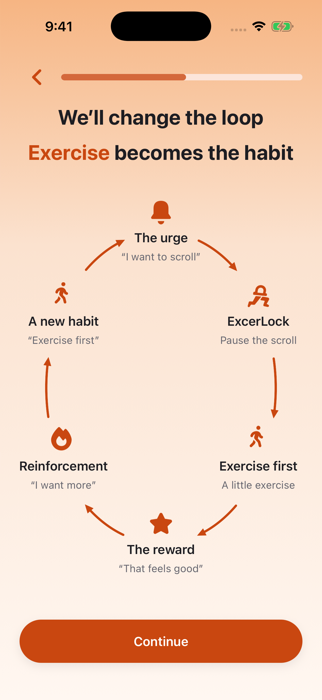 9:41
We’ll change the loop
Exercise becomes the habit
The urge
“I want to scroll”
A new habit
“Exercise first”
ExcerLock
Pause the scroll
Reinforcement
“I want more”
Exercise first
A little exercise
The reward
“That feels good”
Continue